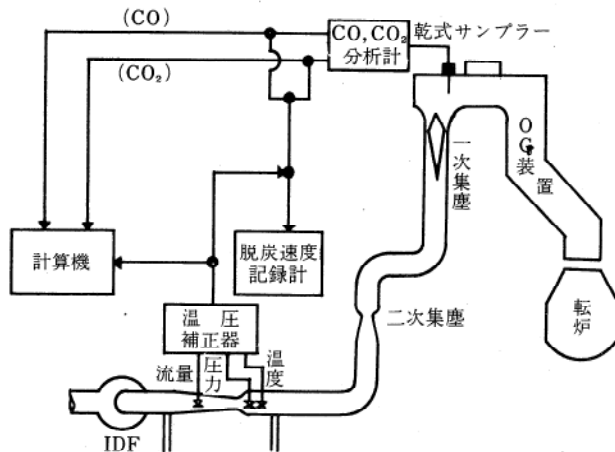 (CO)
(CO₂)
CO, CO₂
分析計
乾式サンプラー
OG装置
一次集塵
計算機
脱炭速度
記録計
転炉
二次集塵
温圧
補正器
流量
圧力
温度
IDF